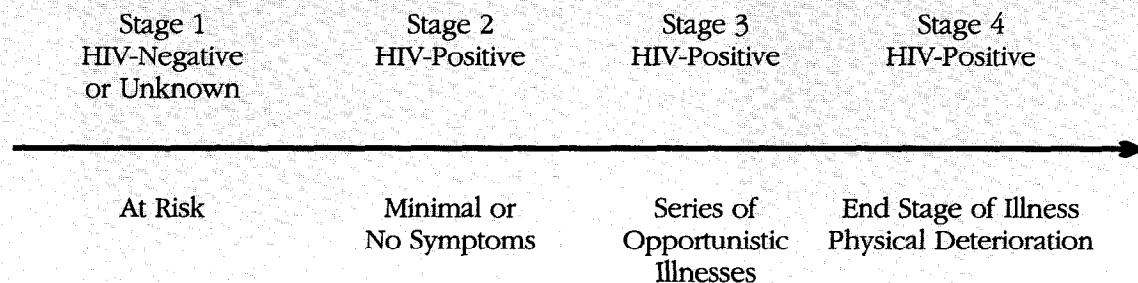 Stage 1
HIV-Negative
or Unknown
Stage 2
HIV-Positive
Stage 3
HIV-Positive
Stage 4
HIV-Positive
At Risk
Minimal or
No Symptoms
Series of
Opportunistic
Illnesses
End Stage of Illness
Physical Deterioration